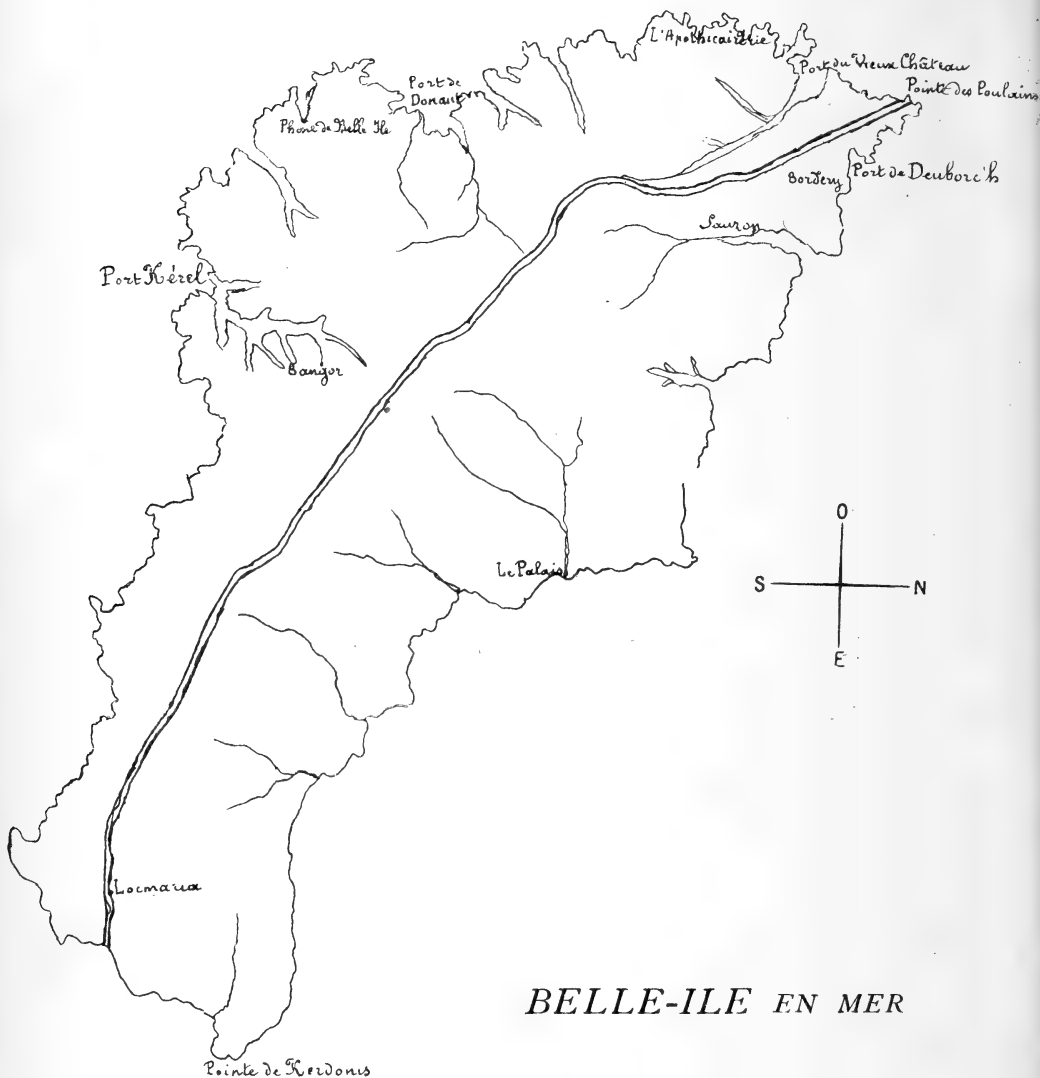 L'Apothicairerie
Port du Vieux Château
Pointe des Poulains
Port de
Donant
Phare de Belle Ile
Bordery
Port de Deuborc'h
Sauzon
Port Kérel
Bangor
Le Palais
O
S
N
E
Locmaria
BELLE-ILE EN MER
Pointe de Kerdonis